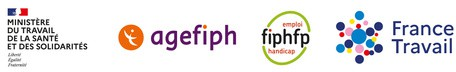 MINISTÈRE
DU TRAVAIL
DE LA SANTÉ
ET DES SOLIDARITÉS
Liberté
Égalité
Fraternité
agefiph
emploi
fiphfp
handicap
France
Travail